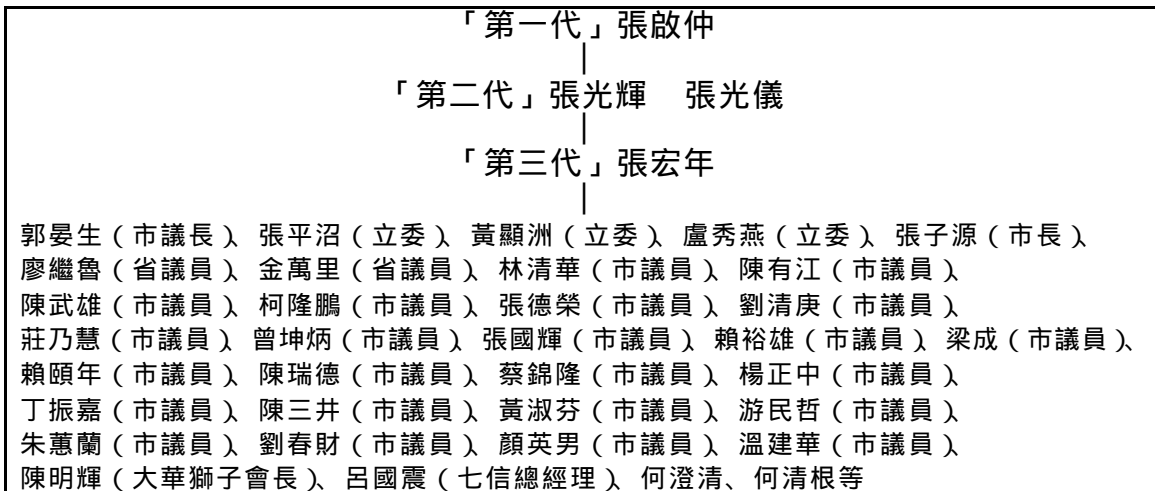 「第一代」張啟仲
「第二代」張光輝　張光儀
「第三代」張宏年
郭晏生（市議長）、張平沼（立委）、黃顯洲（立委）、盧秀燕（立委）、張子源（市長）、
廖繼魯（省議員）、金萬里（省議員）、林清華（市議員）、陳有江（市議員）、
陳武雄（市議員）、柯隆鵬（市議員）、張德榮（市議員）、劉清庚（市議員）、
莊乃慧（市議員）、曾坤炳（市議員）、張國輝（市議員）、賴裕雄（市議員）、梁成（市議員）、
賴頤年（市議員）、陳瑞德（市議員）、蔡錦隆（市議員）、楊正中（市議員）、
丁振嘉（市議員）、陳三井（市議員）、黃淑芬（市議員）、游民哲（市議員）、
朱蕙蘭（市議員）、劉春財（市議員）、顏英男（市議員）、溫建華（市議員）、
陳明輝（大華獅子會長）、呂國震（七信總經理）、何澄清、何清根等